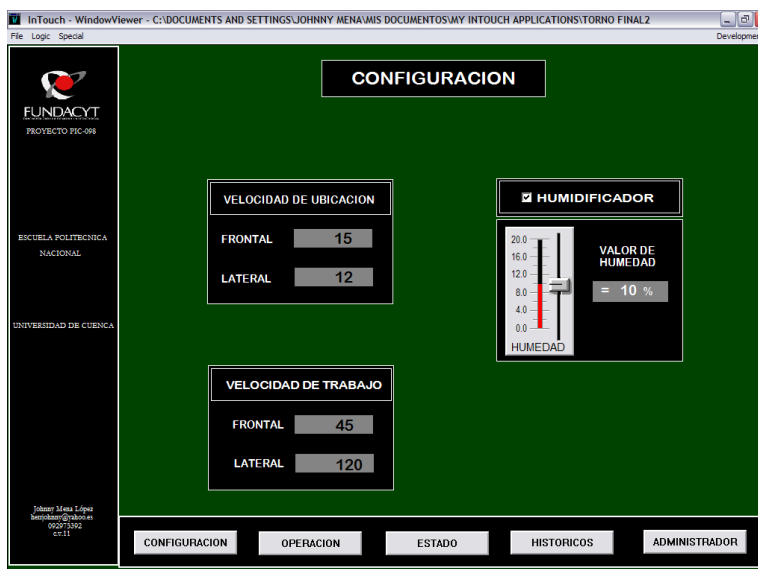 InTouch - WindowViewer - C:\DOCUMENTS AND SETTINGS\JOHNNY MENA\MIS DOCUMENTOS\MY INTOUCH APPLICATIONS\TORNO FINAL2
File Logic Special
Developmen
CONFIGURACION
FUNDACYT
PROYECTO PIC-098
ESCUELA POLITECNICA
NACIONAL
UNIVERSIDAD DE CUENCA
Johnny Mena López
092973392
c.v.11
VELOCIDAD DE UBICACION
FRONTAL 15
LATERAL 12
VELOCIDAD DE TRABAJO
FRONTAL 45
LATERAL 120
HUMIDIFICADOR
20.0
16.0
12.0
8.0
4.0
0.0
HUMEDAD
VALOR DE
HUMEDAD
= 10 %
CONFIGURACION
OPERACION
ESTADO
HISTORICOS
ADMINISTRADOR